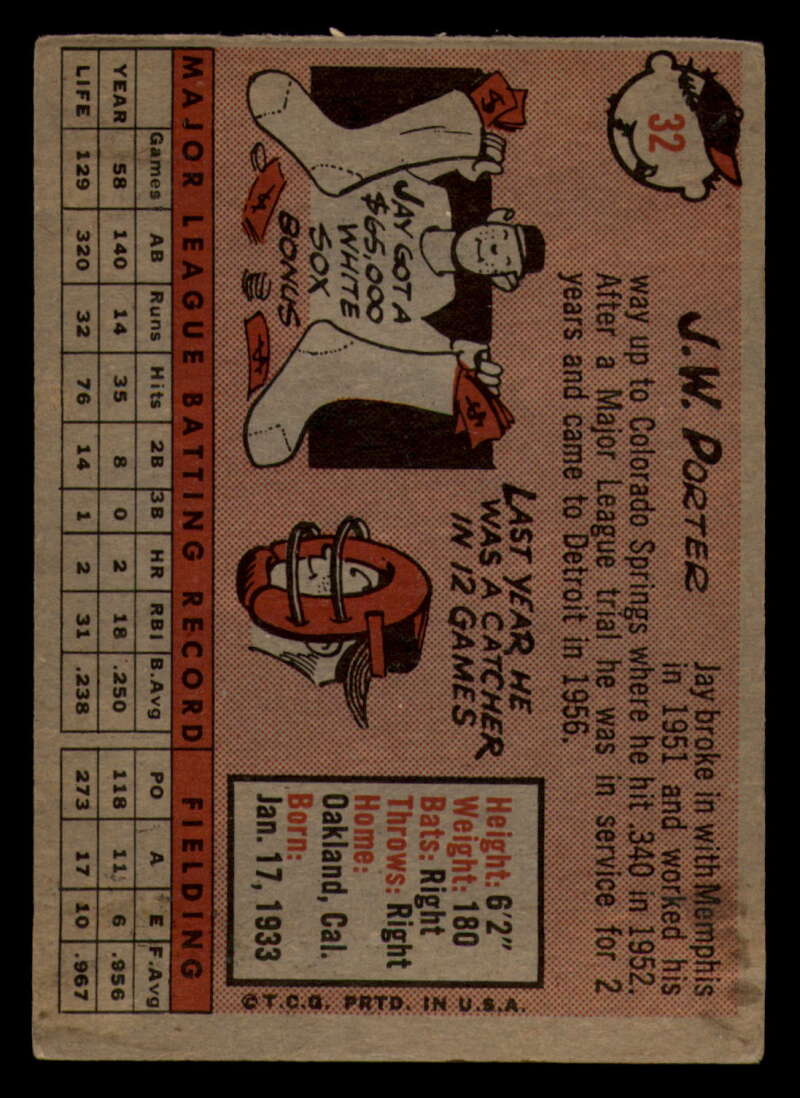 32
J.W. PORTER
Jay broke in with Memphis
in 1951 and worked his
way up to Colorado Springs where he hit .340 in 1952.
After a Major League trial he was in service for 2
years and came to Detroit in 1956.
JAY GOT A
$65,000
WHITE
SOX
BONUS
LAST YEAR HE
WAS A CATCHER
IN 12 GAMES
Height: 6'2"
Weight: 180
Bats: Right
Throws: Right
Home:
Oakland, Cal.
Born:
Jan. 17, 1933
© T.C.G. PRTD. IN U.S.A.
MAJOR LEAGUE BATTING RECORD FIELDING
Games AB Runs Hits 2B 3B HR RBI B.Avg PO A E F.Avg
YEAR 58 140 14 35 8 0 2 18 .250 118 11 6 .956
LIFE 129 320 32 76 14 1 2 31 .238 273 17 10 .967